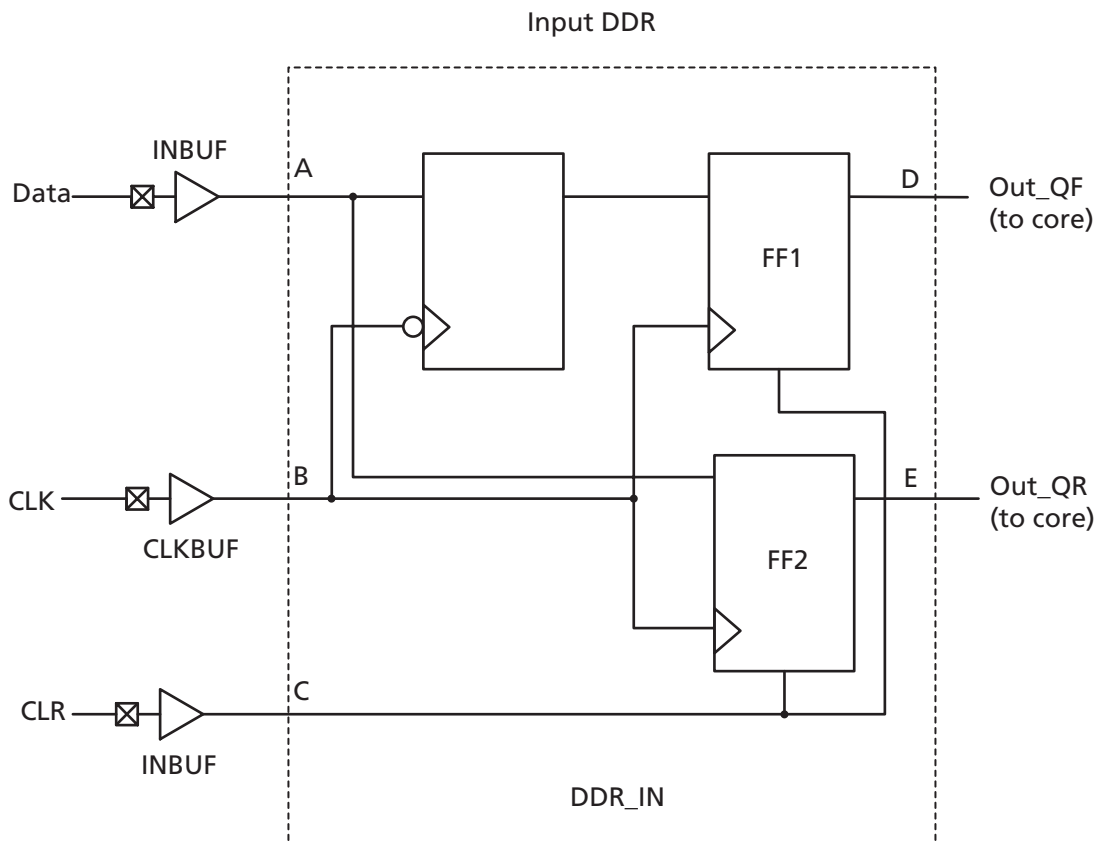 Input DDR
INBUF
A
Data
D
Out_QF
(to core)
FF1
B
E
CLK
Out_QR
(to core)
CLKBUF
FF2
C
CLR
INBUF
DDR_IN